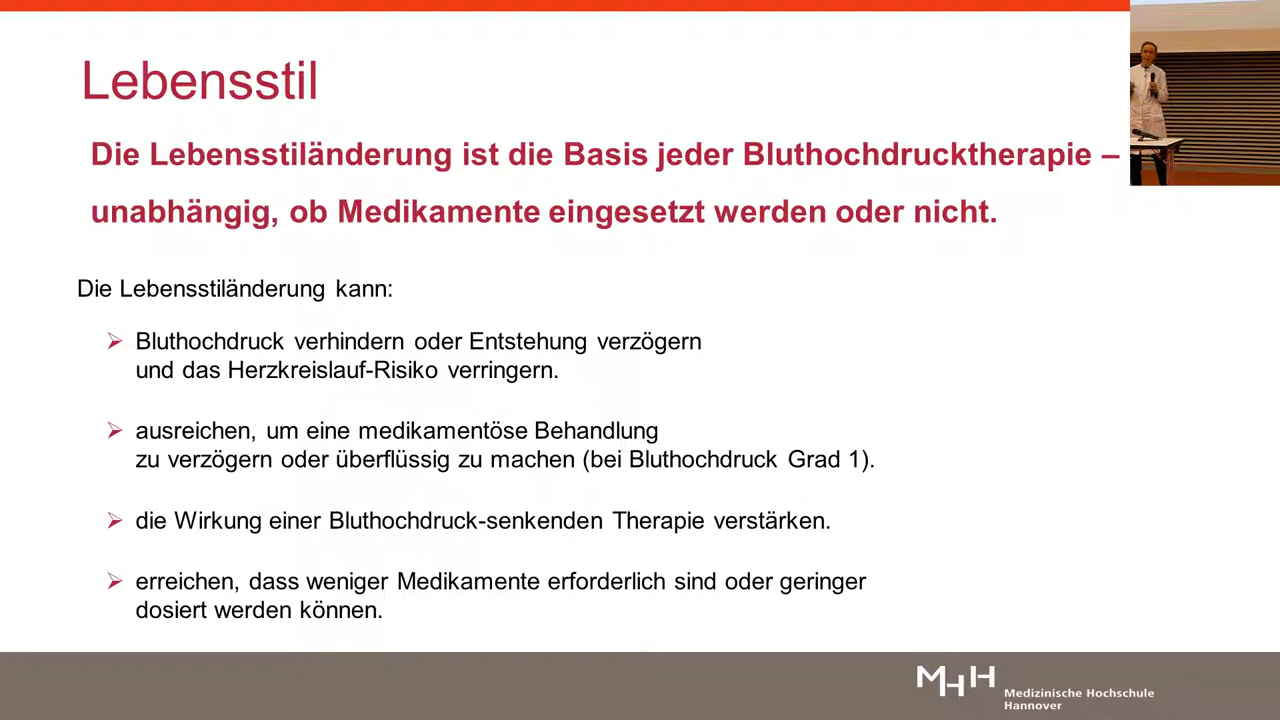 Lebensstil
Die Lebensstiländerung ist die Basis jeder Bluthochdrucktherapie –
unabhängig, ob Medikamente eingesetzt werden oder nicht.
Die Lebensstiländerung kann:
➢ Bluthochdruck verhindern oder Entstehung verzögern
und das Herzkreislauf-Risiko verringern.
➢ ausreichen, um eine medikamentöse Behandlung
zu verzögern oder überflüssig zu machen (bei Bluthochdruck Grad 1).
➢ die Wirkung einer Bluthochdruck-senkenden Therapie verstärken.
➢ erreichen, dass weniger Medikamente erforderlich sind oder geringer
dosiert werden können.
MHH
Medizinische Hochschule
Hannover